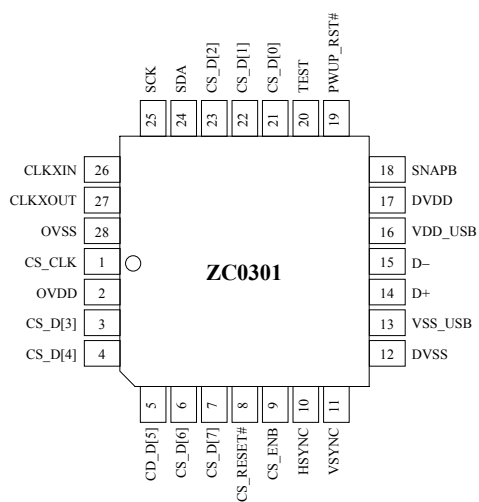 SCK
SDA
CS_D[2]
CS_D[1]
CS_D[0]
TEST
PWUP_RST#
25
24
23
22
21
20
19
CLKXIN 26
CLKXOUT 27
OVSS 28
CS_CLK 1
OVDD 2
CS_D[3] 3
CS_D[4] 4
ZC0301
18 SNAPB
17 DVDD
16 VDD_USB
15 D−
14 D+
13 VSS_USB
12 DVSS
5
6
7
8
9
10
11
CD_D[5]
CS_D[6]
CS_D[7]
CS_RESET#
CS_ENB
HSYNC
VSYNC